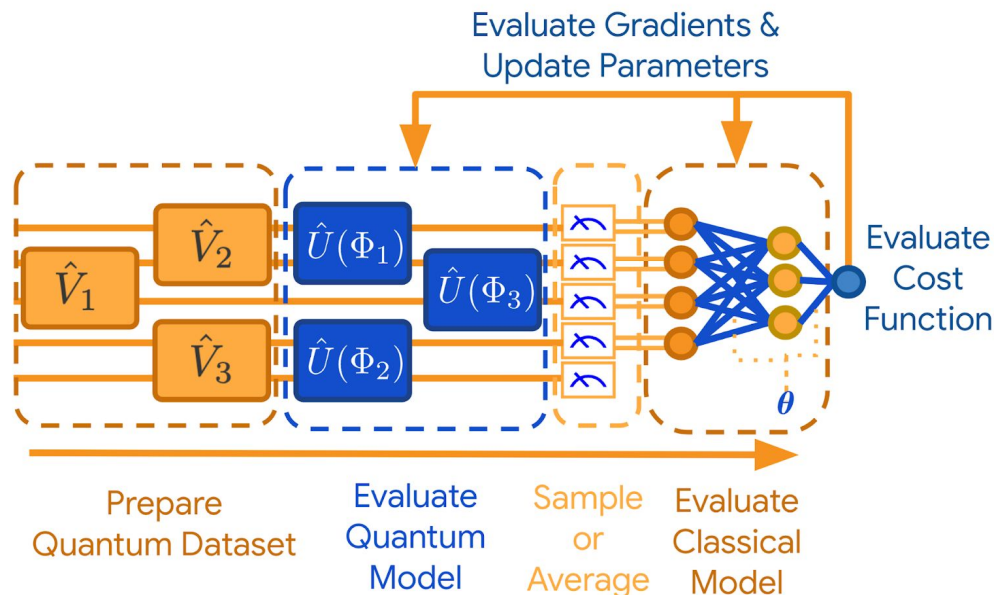 Evaluate Gradients &
Update Parameters
V̂₁
V̂₂
V̂₃
Û(Φ₁)
Û(Φ₂)
Û(Φ₃)
θ
Evaluate
Cost
Function
Prepare
Quantum Dataset
Evaluate
Quantum
Model
Sample
or
Average
Evaluate
Classical
Model